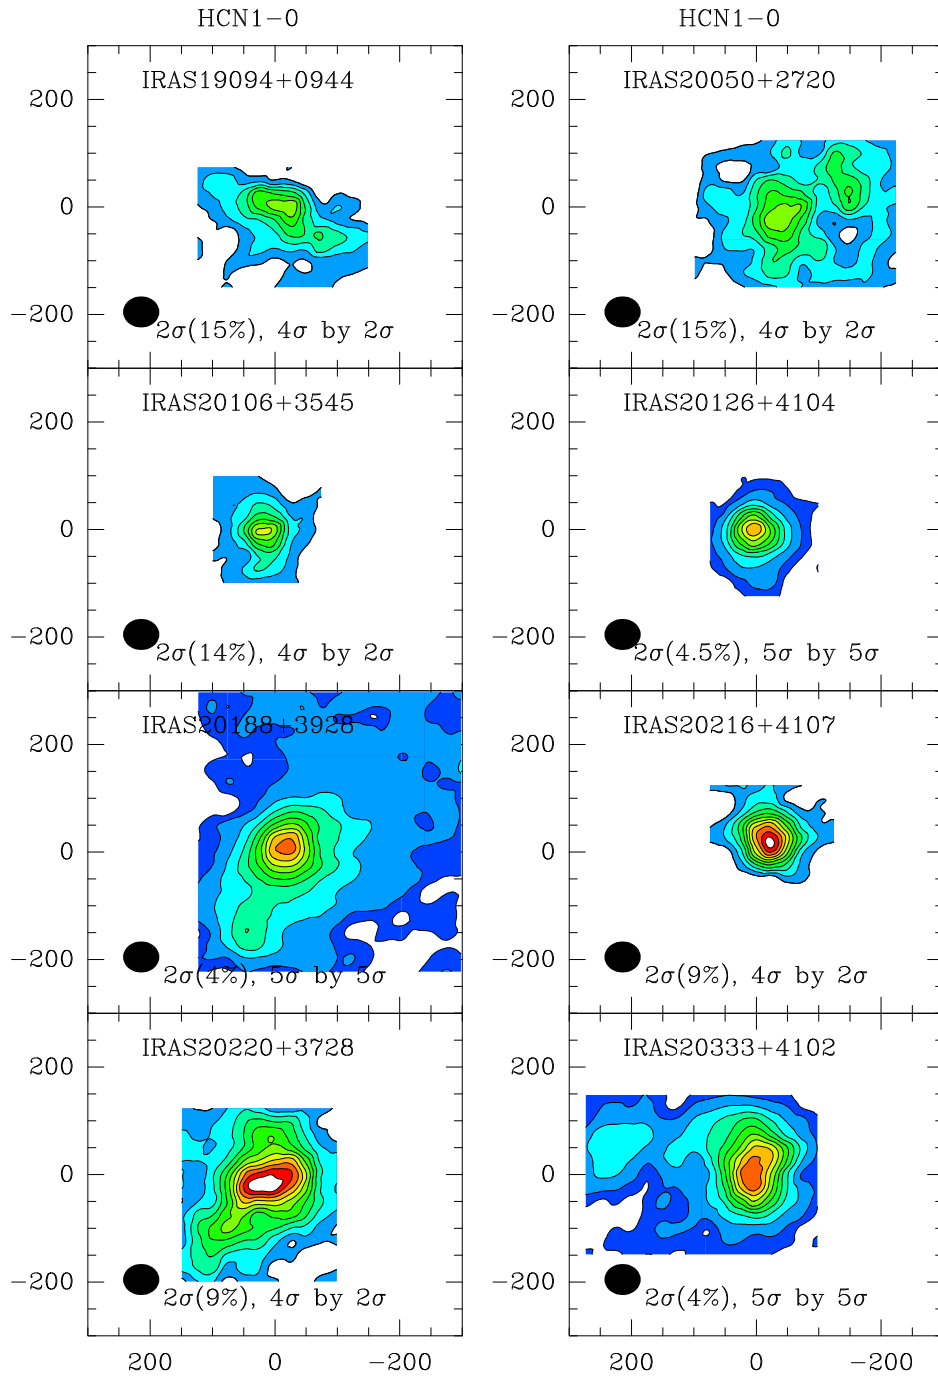 HCN1-0 HCN1-0
IRAS19094+0944 IRAS20050+2720
200 200
0 0
-200 -200
2σ(15%), 4σ by 2σ 2σ(15%), 4σ by 2σ
IRAS20106+3545 IRAS20126+4104
200 200
0 0
-200 -200
2σ(14%), 4σ by 2σ 2σ(4.5%), 5σ by 5σ
IRAS20188+3928 IRAS20216+4107
200 200
0 0
-200 -200
2σ(4%), 5σ by 5σ 2σ(9%), 4σ by 2σ
IRAS20220+3728 IRAS20333+4102
200 200
0 0
-200 -200
2σ(9%), 4σ by 2σ 2σ(4%), 5σ by 5σ
200 0 -200 200 0 -200